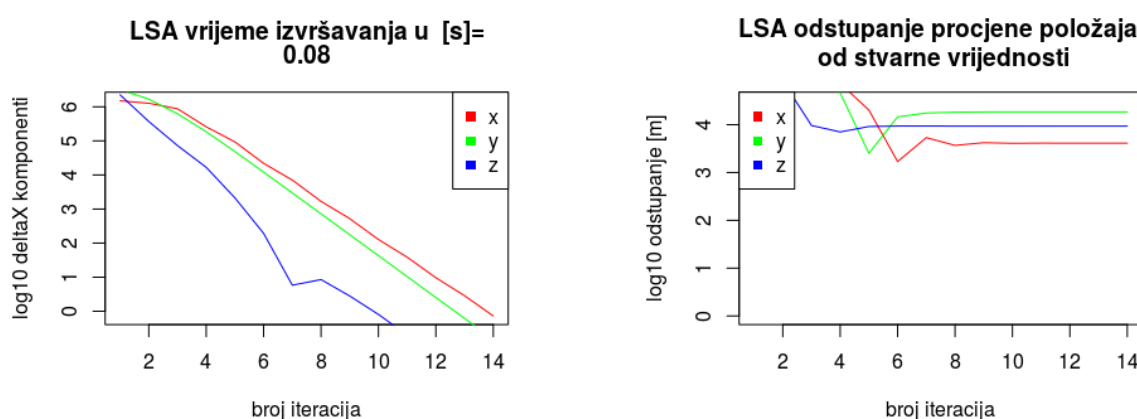 LSA vrijeme izvršavanja u  [s]=
0.08
log10 deltaX komponenti
6
5
4
3
2
1
0
x
y
z
2
4
6
8
10
12
14
broj iteracija
LSA odstupanje procjene položaja
od stvarne vrijednosti
log10 odstupanje [m]
4
3
2
1
0
x
y
z
2
4
6
8
10
12
14
broj iteracija